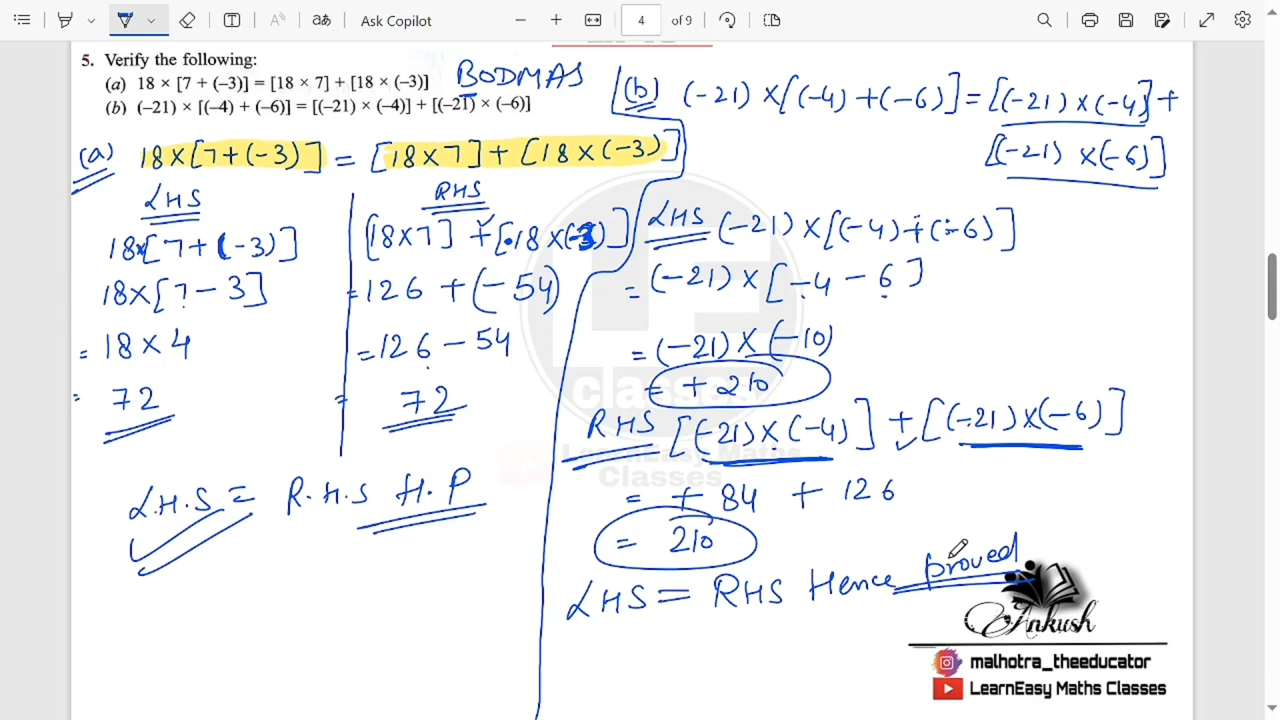 Ask Copilot
4 of 9
5. Verify the following:
(a) 18 × [7 + (–3)] = [18 × 7] + [18 × (–3)]
(b) (–21) × [(–4) + (–6)] = [(–21) × (–4)] + [(–21) × (–6)]
BODMAS
(a) 18×[7+(-3)] = [18×7]+[18×(-3)]
LHS
18×[7+(-3)]
18×[7-3]
= 18×4
= 72
RHS
[18×7]+[18×(-3)]
=126+(-54)
=126-54
= 72
L.H.S = R.H.S H.P
(b) (-21)×[(-4)+(-6)]=[(-21)×(-4)]+
[(-21)×(-6)]
LHS (-21)×[(-4)+(-6)]
= (-21)×[-4-6]
= (-21)×(-10)
= +210
RHS [(-21)×(-4)]+[(-21)×(-6)]
= +84 +126
= 210
LHS = RHS Hence proved
LearnEasy Maths
Classes
Ankush
malhotra_theeducator
LearnEasy Maths Classes